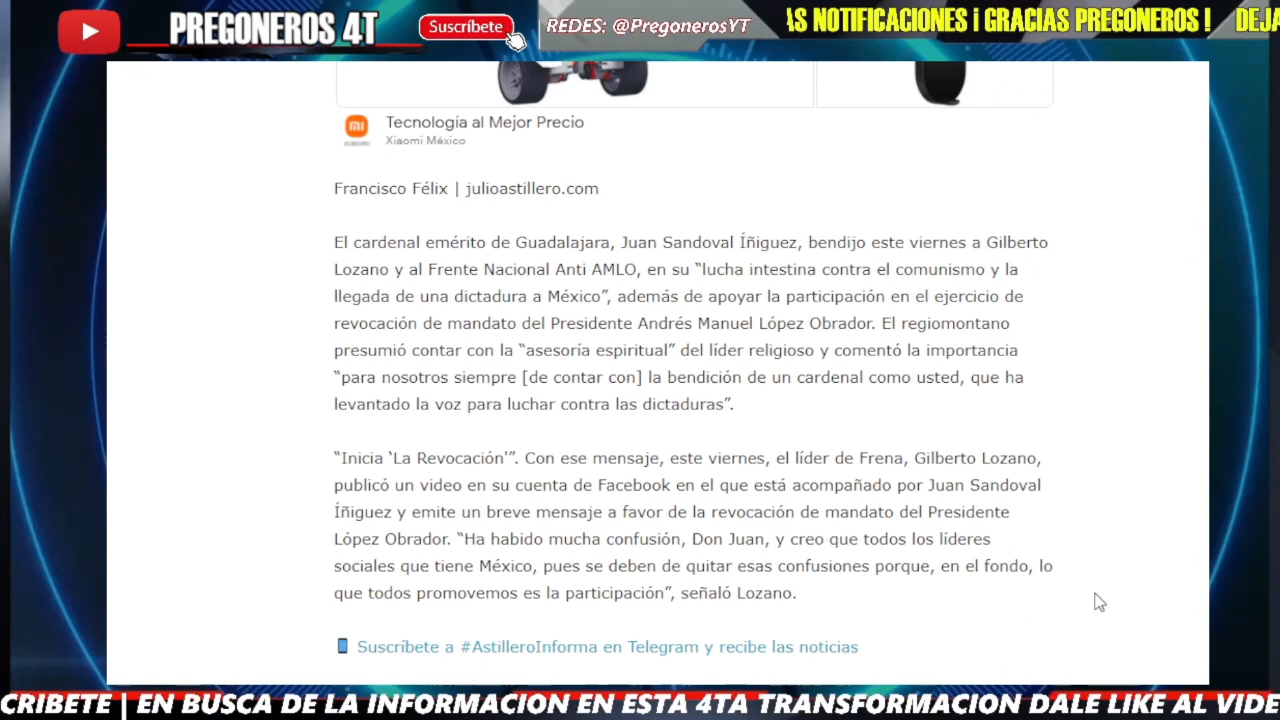 PREGONEROS 4T
Suscríbete
REDES: @PregonerosYT
AS NOTIFICACIONES ¡ GRACIAS PREGONEROS ! DEJA
Tecnología al Mejor Precio
Xiaomi México
Francisco Félix | julioastillero.com
El cardenal emérito de Guadalajara, Juan Sandoval Íñiguez, bendijo este viernes a Gilberto
Lozano y al Frente Nacional Anti AMLO, en su “lucha intestina contra el comunismo y la
llegada de una dictadura a México”, además de apoyar la participación en el ejercicio de
revocación de mandato del Presidente Andrés Manuel López Obrador. El regiomontano
presumió contar con la “asesoría espiritual” del líder religioso y comentó la importancia
“para nosotros siempre [de contar con] la bendición de un cardenal como usted, que ha
levantado la voz para luchar contra las dictaduras”.
“Inicia ‘La Revocación'”. Con ese mensaje, este viernes, el líder de Frena, Gilberto Lozano,
publicó un video en su cuenta de Facebook en el que está acompañado por Juan Sandoval
Íñiguez y emite un breve mensaje a favor de la revocación de mandato del Presidente
López Obrador. “Ha habido mucha confusión, Don Juan, y creo que todos los líderes
sociales que tiene México, pues se deben de quitar esas confusiones porque, en el fondo, lo
que todos promovemos es la participación”, señaló Lozano.
Suscríbete a #AstilleroInforma en Telegram y recibe las noticias
CRIBETE | EN BUSCA DE LA INFORMACION EN ESTA 4TA TRANSFORMACION DALE LIKE AL VIDE